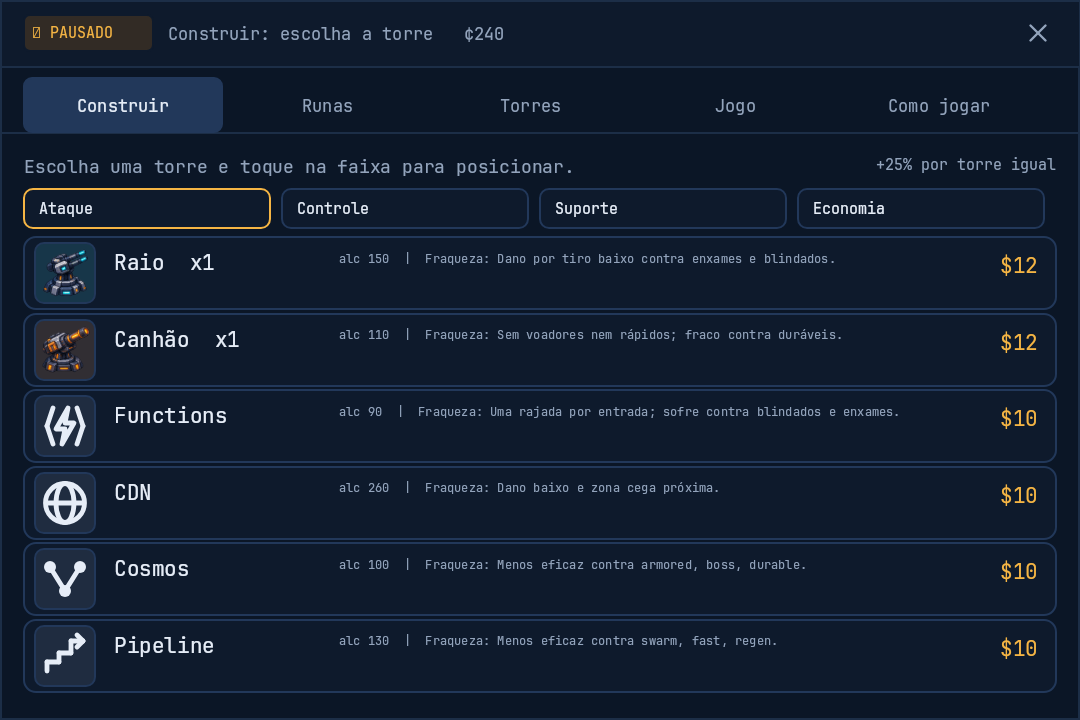 PAUSADO Construir: escolha a torre $240
Construir Runas Torres Jogo Como jogar
Escolha uma torre e toque na faixa para posicionar. +25% por torre igual
Ataque Controle Suporte Economia
Raio x1 alc 150 | Fraqueza: Dano por tiro baixo contra enxames e blindados. $12
Canhão x1 alc 110 | Fraqueza: Sem voadores nem rápidos; fraco contra duráveis. $12
Functions alc 90 | Fraqueza: Uma rajada por entrada; sofre contra blindados e enxames. $10
CDN alc 260 | Fraqueza: Dano baixo e zona cega próxima. $10
Cosmos alc 100 | Fraqueza: Menos eficaz contra armored, boss, durable. $10
Pipeline alc 130 | Fraqueza: Menos eficaz contra swarm, fast, regen. $10